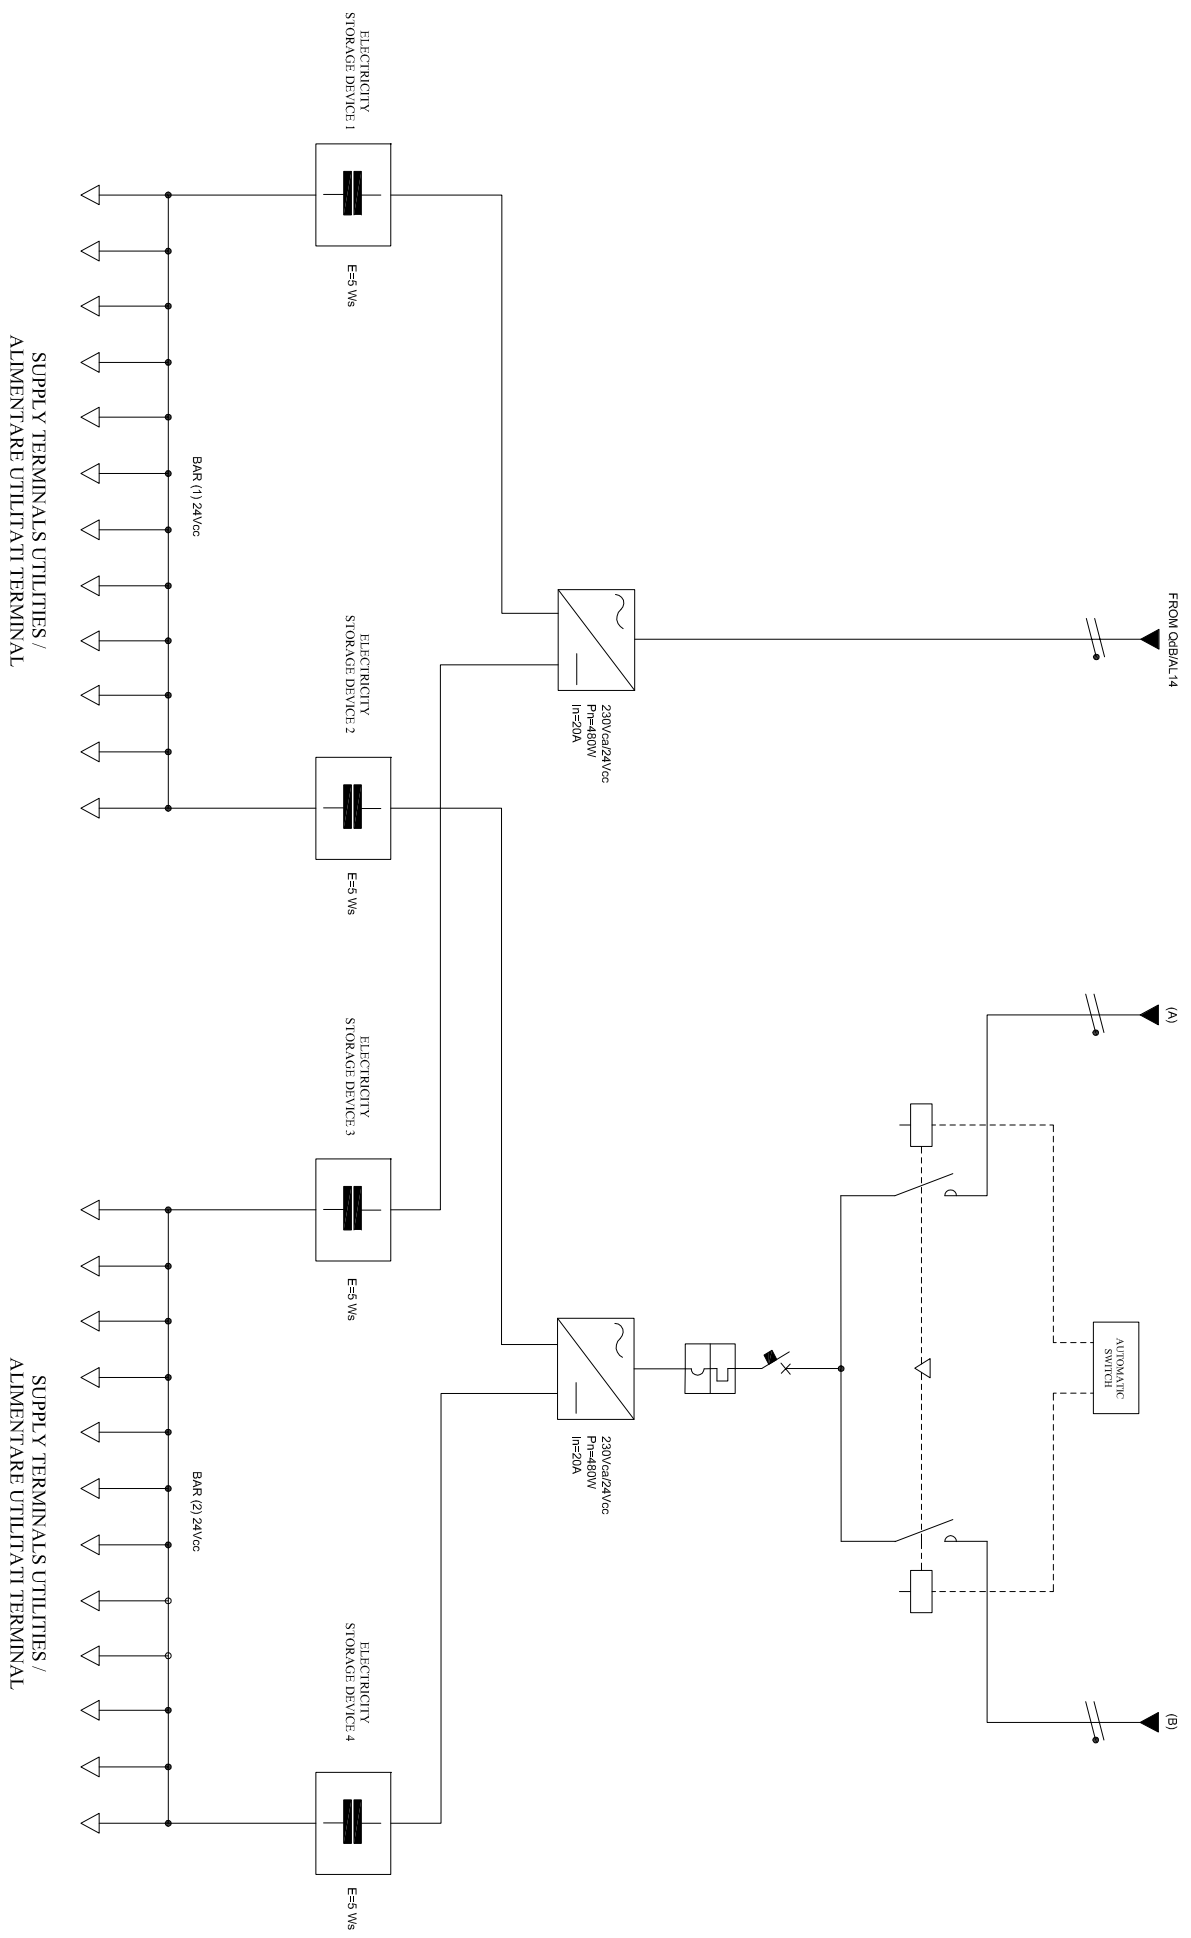 FROM QdB/AL14
(A)
(B)
AUTOMATIC
SWITCH
230Vca/24Vcc
Pn=480W
In=20A
230Vca/24Vcc
Pn=480W
In=20A
ELECTRICITY
STORAGE DEVICE 1
E=5 Ws
ELECTRICITY
STORAGE DEVICE 2
E=5 Ws
ELECTRICITY
STORAGE DEVICE 3
E=5 Ws
ELECTRICITY
STORAGE DEVICE 4
E=5 Ws
BAR (1) 24Vcc
BAR (2) 24Vcc
SUPPLY TERMINALS UTILITIES /
ALIMENTARE UTILITATI TERMINAL
SUPPLY TERMINALS UTILITIES /
ALIMENTARE UTILITATI TERMINAL